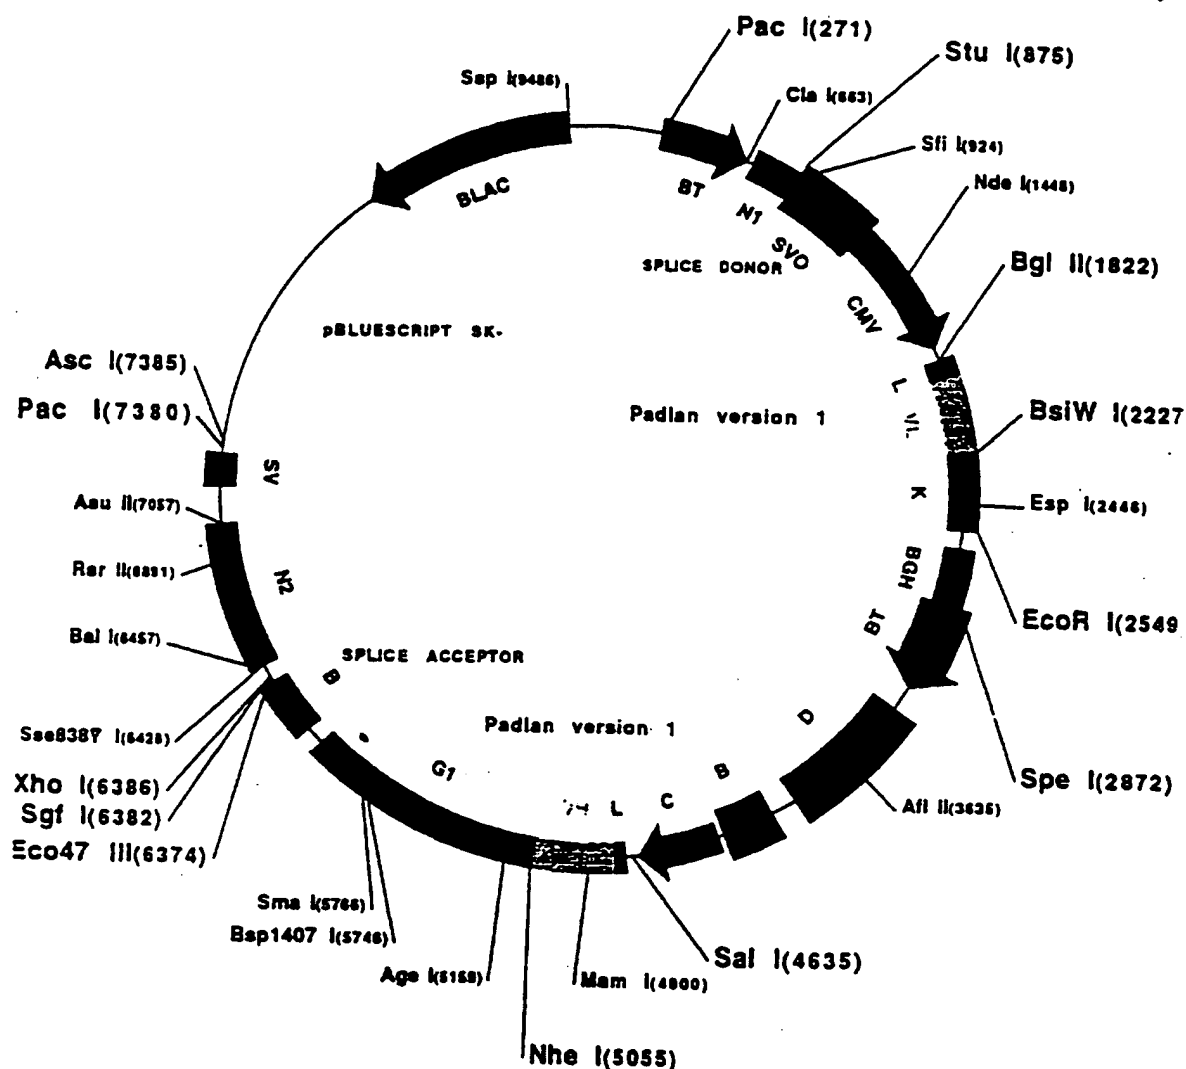 Pac I(271)
Stu I(875)
Ssp I(9486)
Cla I(663)
Sfi I(924)
BLAC
BT
N1
Nde I(1448)
SVO
SPLICE DONOR
Bgl II(1822)
CMV
pBLUESCRIPT SK-
Asc I(7385)
L
Pac I(7380)
Padlan version 1
BsiW I(2227
SV
K
Asu II(7057)
Esp I(2446)
BGH
Rsr II(6891)
N2
BT
EcoR I(2549
Bal I(6457)
SPLICE ACCEPTOR
B
D
Padlan version 1
Sse8387 I(6428)
G1
B
Spe I(2872)
Xho I(6386)
Sgf I(6382)
L
C
Afl II(3635)
Eco47 III(6374)
Sma I(5766)
Bsp1407 I(5746)
Sal I(4635)
Age I(5158)
Mam I(4900)
Nhe I(5055)